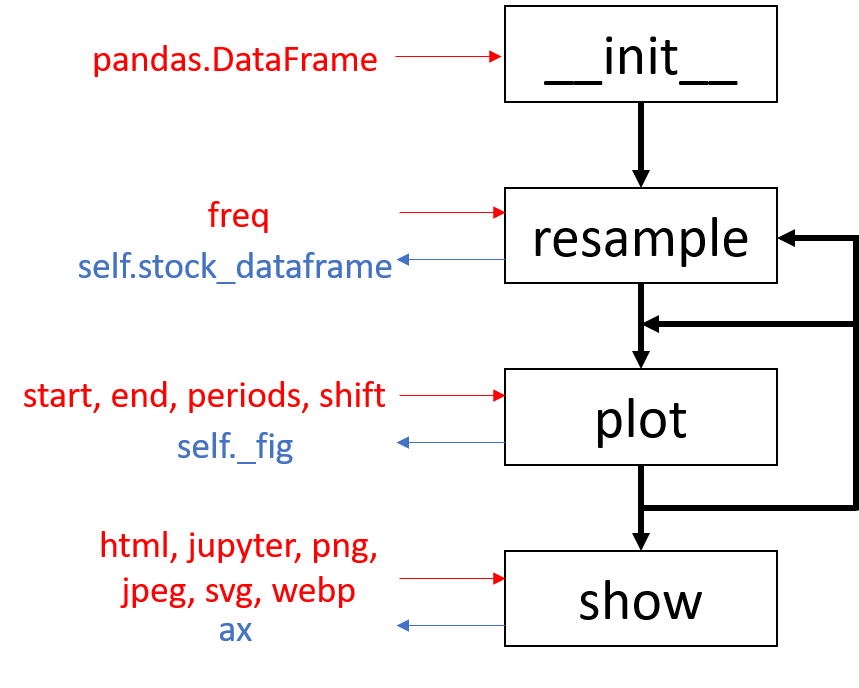 pandas.DataFrame
__init__
freq
resample
self.stock_dataframe
start, end, periods, shift
plot
self._fig
html, jupyter, png,
jpeg, svg, webp
show
ax